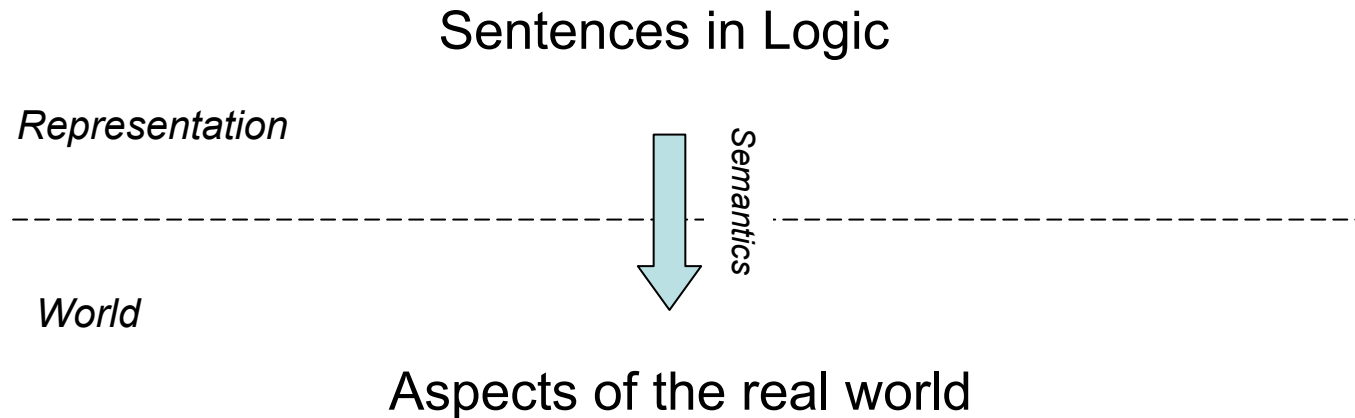 Sentences in Logic
Representation
Semantics
World
Aspects of the real world